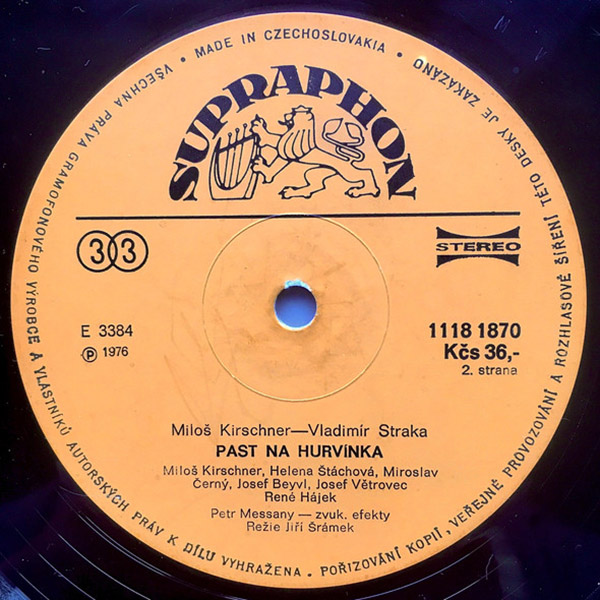 • MADE IN CZECHOSLOVAKIA •
VŠECHNA PRÁVA GRAMOFONOVÉHO VÝROBCE A VLASTNÍKŮ AUTORSKÝCH PRÁV K DÍLU VYHRAŽENA. POŘIZOVÁNÍ KOPIÍ, VEŘEJNÉ PROVOZOVÁNÍ A ROZHLASOVÉ ŠÍŘENÍ TÉTO DESKY JE ZAKÁZÁNO
SUPRAPHON
33
STEREO
E 3384
1118 1870
Ⓟ 1976
Kčs 36,-
2. strana
Miloš Kirschner—Vladimír Straka
PAST NA HURVÍNKA
Miloš Kirschner, Helena Štáchová, Miroslav
Černý, Josef Beyvl, Josef Větrovec
René Hájek
Petr Messany — zvuk. efekty
Režie Jiří Šrámek